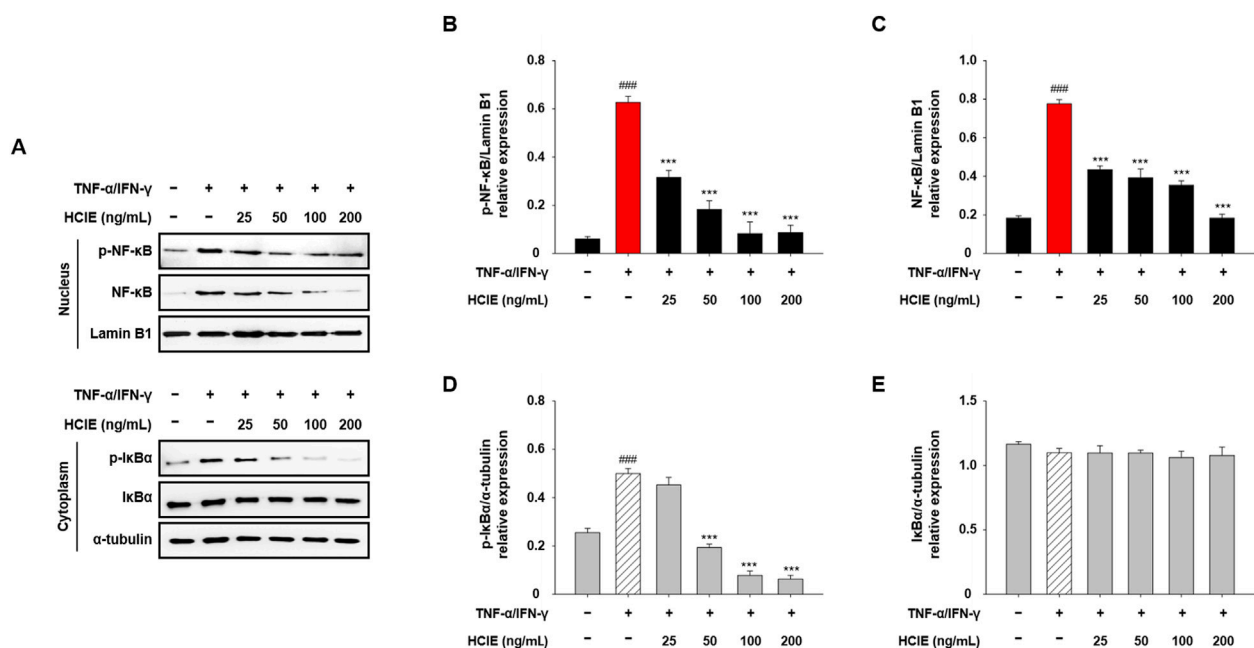 A
TNF-α/IFN-γ – + + + + +
HCIE (ng/mL) – – 25 50 100 200
Nucleus
p-NF-κB
NF-κB
Lamin B1
TNF-α/IFN-γ – + + + + +
HCIE (ng/mL) – – 25 50 100 200
Cytoplasm
p-IκBα
IκBα
α-tubulin
B
p-NF-κB/Lamin B1
relative expression
0.8
0.6
0.4
0.2
0
###
***
***
***
***
TNF-α/IFN-γ – + + + + +
HCIE (ng/mL) – – 25 50 100 200
C
NF-κB/Lamin B1
relative expression
1.0
0.8
0.6
0.4
0.2
0
###
***
***
***
***
TNF-α/IFN-γ – + + + + +
HCIE (ng/mL) – – 25 50 100 200
D
p-IκBα/α-tubulin
relative expression
0.8
0.6
0.4
0.2
0
###
***
***
***
TNF-α/IFN-γ – + + + + +
HCIE (ng/mL) – – 25 50 100 200
E
IκBα/α-tubulin
relative expression
1.5
1.0
0.5
0
TNF-α/IFN-γ – + + + + +
HCIE (ng/mL) – – 25 50 100 200